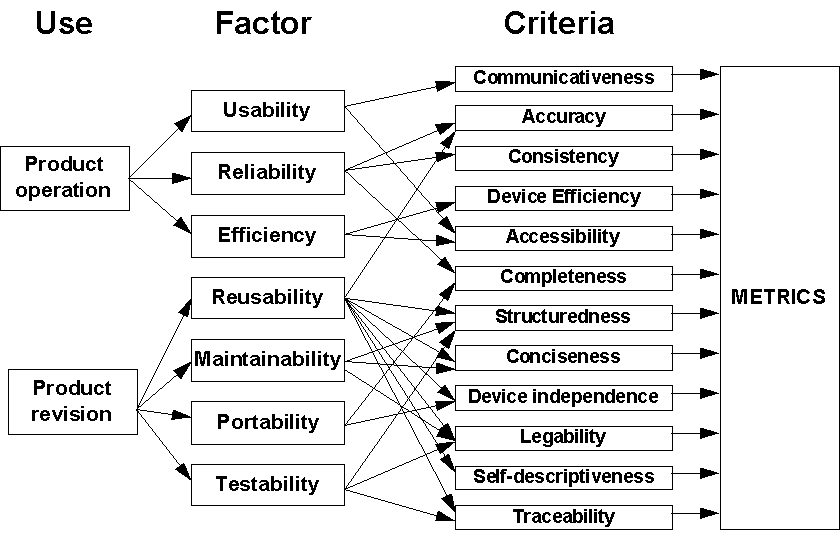 Use
Factor
Criteria
Product
operation
Product
revision
Usability
Reliability
Efficiency
Reusability
Maintainability
Portability
Testability
Communicativeness
Accuracy
Consistency
Device Efficiency
Accessibility
Completeness
Structuredness
Conciseness
Device independence
Legability
Self-descriptiveness
Traceability
METRICS